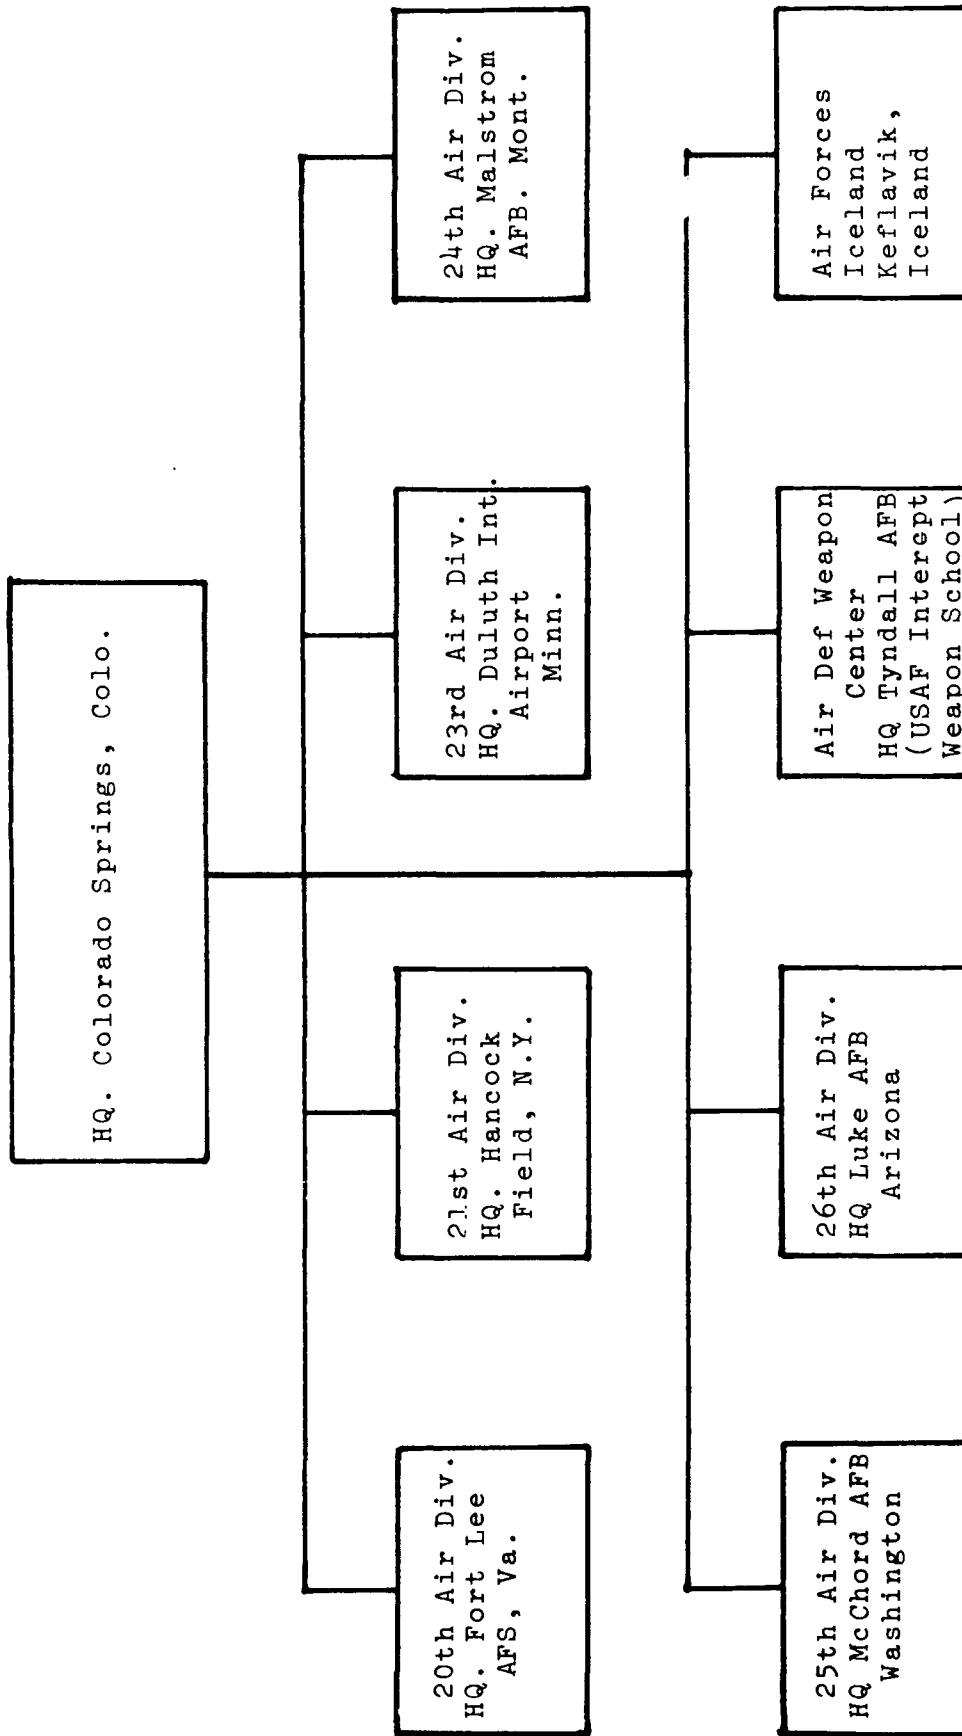 HQ. Colorado Springs, Colo.
20th Air Div.
HQ. Fort Lee
AFS, Va.
21st Air Div.
HQ. Hancock
Field, N.Y.
23rd Air Div.
HQ. Duluth Int.
Airport
Minn.
24th Air Div.
HQ. Malstrom
AFB. Mont.
25th Air Div.
HQ McChord AFB
Washington
26th Air Div.
HQ Luke AFB
Arizona
Air Def Weapon
Center
HQ Tyndall AFB
(USAF Intercept
Weapon School)
Air Forces
Iceland
Keflavik,
Iceland